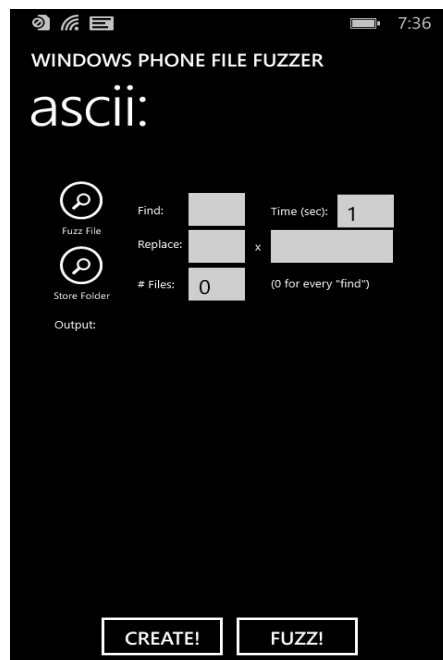 7:36
WINDOWS PHONE FILE FUZZER
ascii:
Fuzz File
Find:
Time (sec): 1
Replace:
x
Store Folder
# Files: 0
(0 for every "find")
Output:
CREATE!
FUZZ!